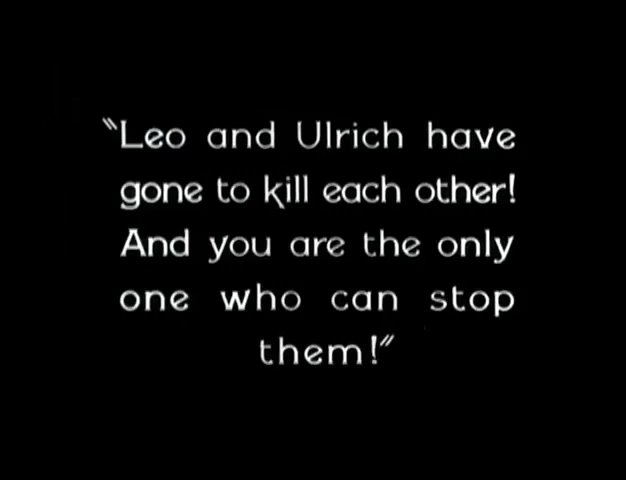 "Leo and Ulrich have
gone to kill each other!
And you are the only
one who can stop
them!"